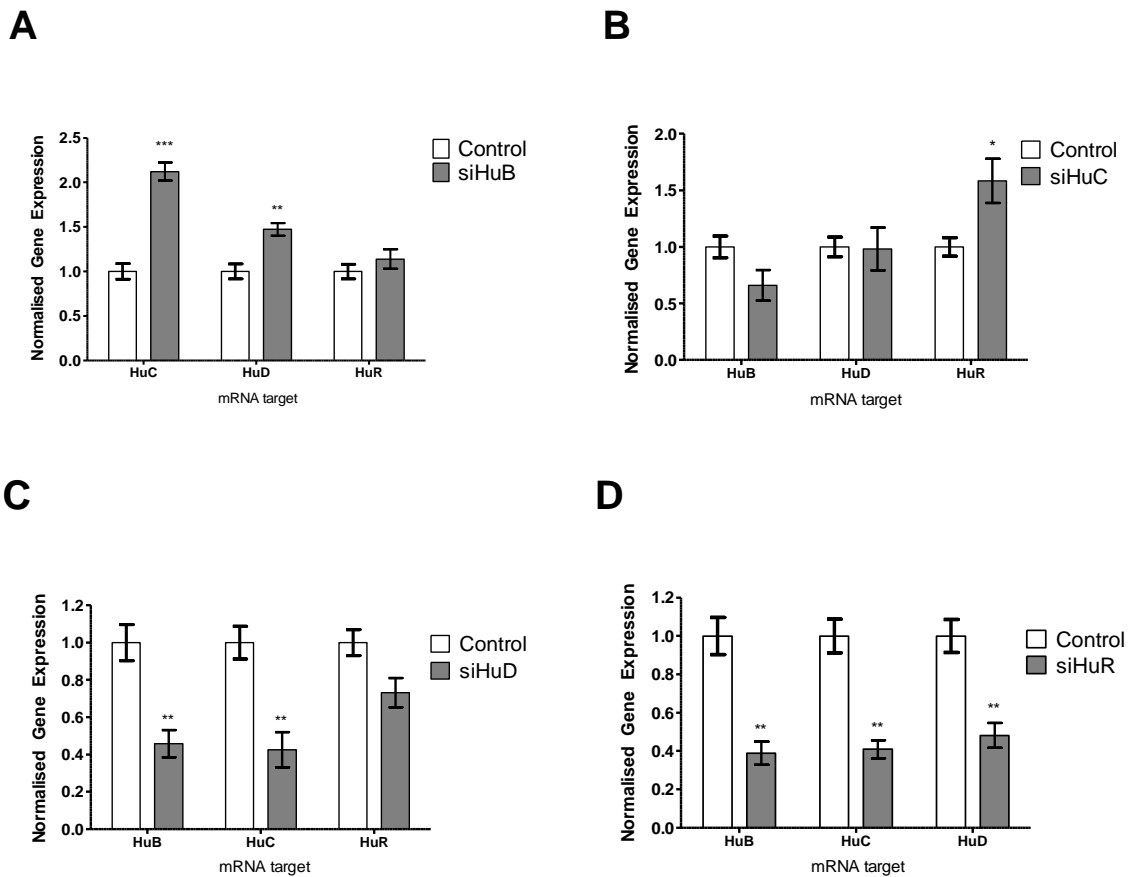 A
Normalised Gene Expression
2.5
2.0
1.5
1.0
0.5
0.0
***
**
HuC HuD HuR
mRNA target
Control
siHuB
B
Normalised Gene Expression
2.0
1.5
1.0
0.5
0.0
*
HuB HuD HuR
mRNA target
Control
siHuC
C
Normalised Gene Expression
1.2
1.0
0.8
0.6
0.4
0.2
0.0
** **
HuB HuC HuR
mRNA target
Control
siHuD
D
Normalised Gene Expression
1.2
1.0
0.8
0.6
0.4
0.2
0.0
** ** **
HuB HuC HuD
mRNA target
Control
siHuR